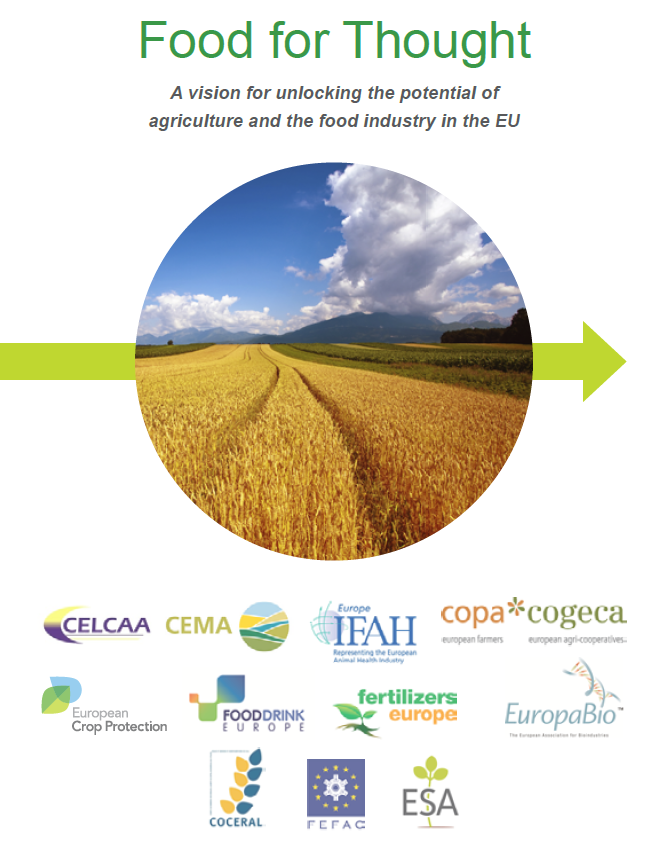 Food for Thought
A vision for unlocking the potential of
agriculture and the food industry in the EU
CELCAA
CEMA
Europe
IFAH
Representing the European
Animal Health Industry
copa*cogeca
european farmers
european agri-cooperatives
European
Crop Protection
FOODDRINK
EUROPE
fertilizers
europe
EuropaBio™
The European Association for Bioindustries
COCERAL
FEFAC
ESA